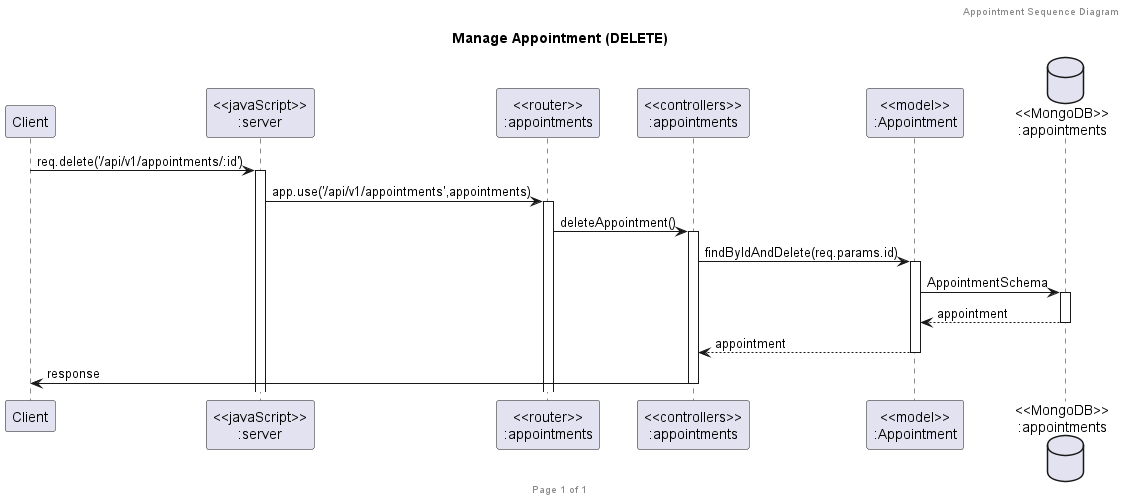 Appointment Sequence Diagram
Manage Appointment (DELETE)
Client
<<javaScript>>
:server
<<router>>
:appointments
<<controllers>>
:appointments
<<model>>
:Appointment
<<MongoDB>>
:appointments
req.delete('/api/v1/appointments/:id')
app.use('/api/v1/appointments',appointments)
deleteAppointment()
findByIdAndDelete(req.params.id)
AppointmentSchema
appointment
appointment
response
Client
<<javaScript>>
:server
<<router>>
:appointments
<<controllers>>
:appointments
<<model>>
:Appointment
<<MongoDB>>
:appointments
Page 1 of 1